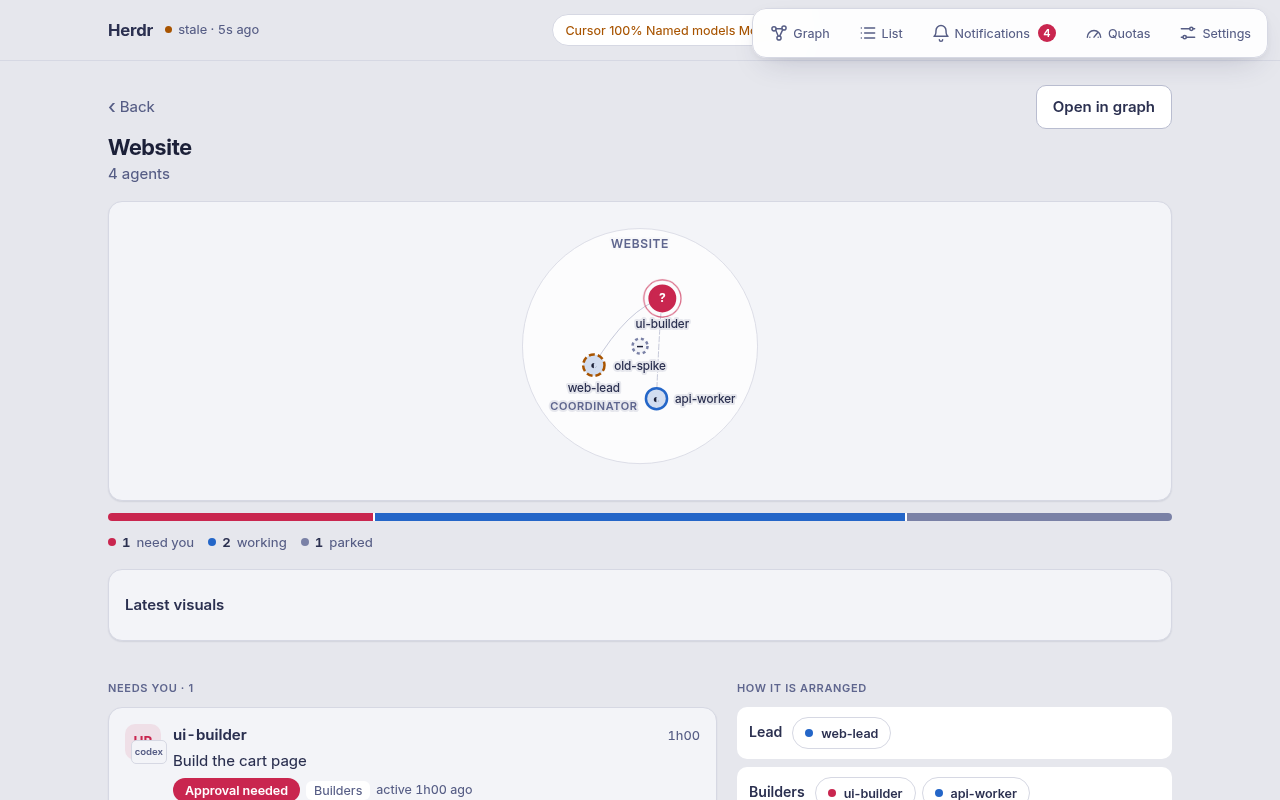 Herdr
stale · 5s ago
Cursor 100% Named models
Graph
List
Notifications 4
Quotas
Settings
‹ Back
Open in graph
Website
4 agents
WEBSITE
?
ui-builder
old-spike
web-lead
COORDINATOR
api-worker
1 need you
2 working
1 parked
Latest visuals
NEEDS YOU · 1
codex
ui-builder
1h00
Build the cart page
Approval needed
Builders
active 1h00 ago
HOW IT IS ARRANGED
Lead
web-lead
Builders
ui-builder
api-worker